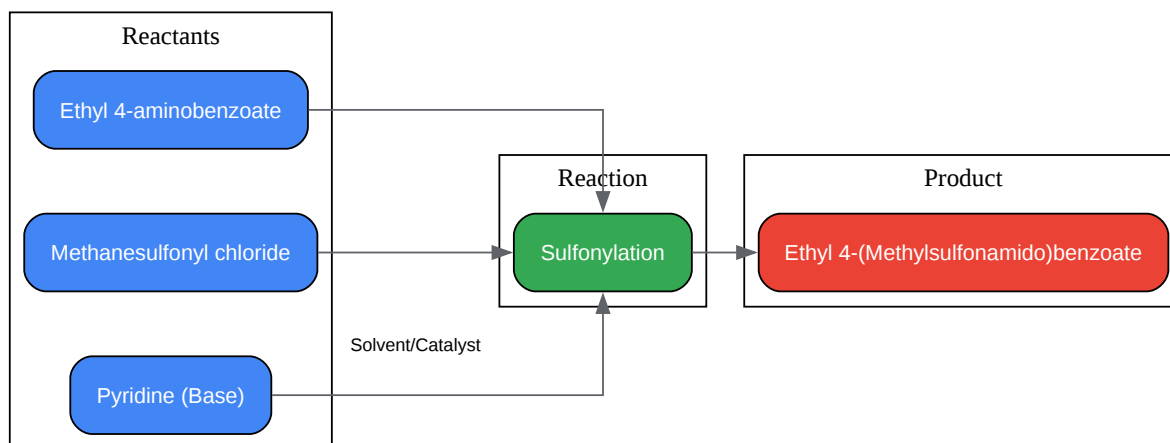 Reactants
Ethyl 4-aminobenzoate
Methanesulfonyl chloride
Pyridine (Base)
Solvent/Catalyst
Reaction
Sulfonylation
Product
Ethyl 4-(Methylsulfonamido)benzoate